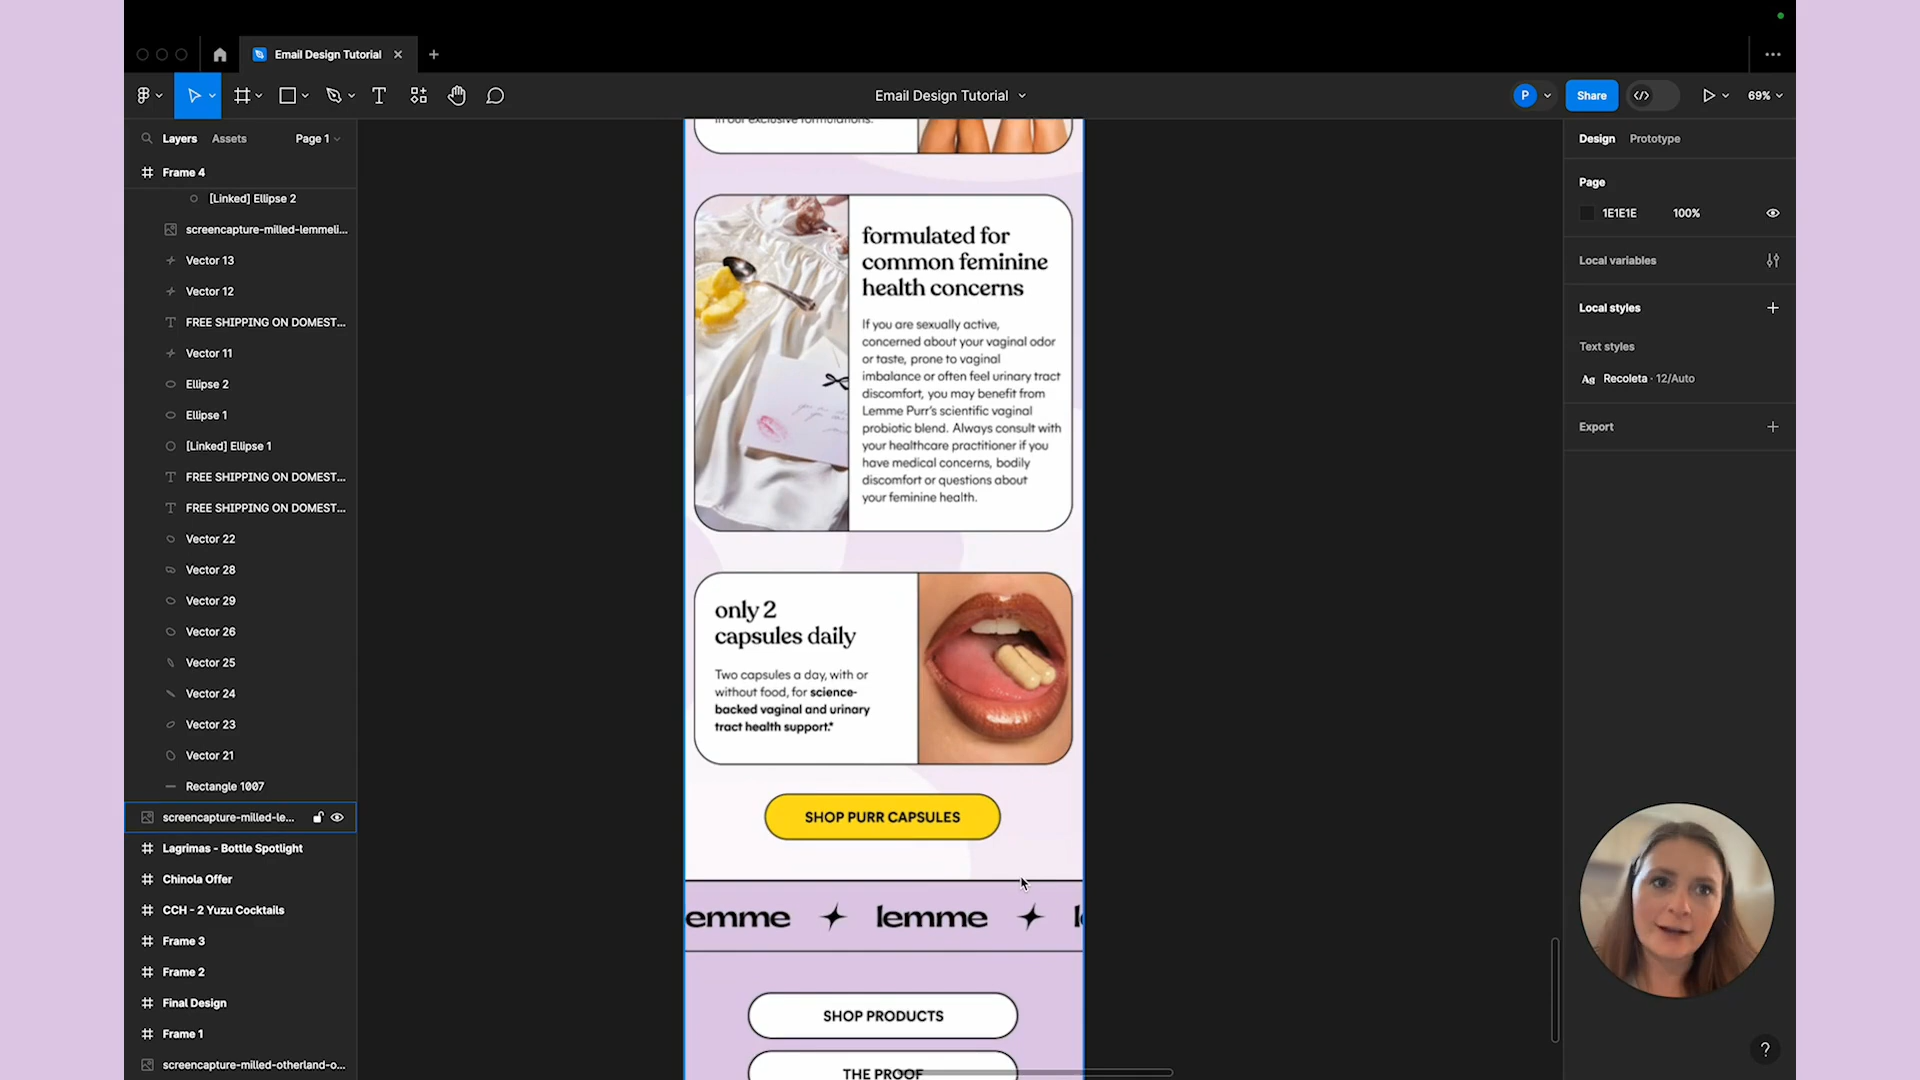 Email Design Tutorial
Email Design Tutorial
P
Share
69%
Layers
Assets
Page 1
Frame 4
[Linked] Ellipse 2
screencapture-milled-lemmeli...
Vector 13
Vector 12
FREE SHIPPING ON DOMEST...
Vector 11
Ellipse 2
Ellipse 1
[Linked] Ellipse 1
FREE SHIPPING ON DOMEST...
FREE SHIPPING ON DOMEST...
Vector 22
Vector 28
Vector 29
Vector 26
Vector 25
Vector 24
Vector 23
Vector 21
Rectangle 1007
screencapture-milled-le...
Lagrimas - Bottle Spotlight
Chinola Offer
CCH - 2 Yuzu Cocktails
Frame 3
Frame 2
Final Design
Frame 1
screencapture-milled-otherland-o...
in our exclusive formulations.
formulated for
common feminine
health concerns
If you are sexually active,
concerned about your vaginal odor
or taste, prone to vaginal
imbalance or often feel urinary tract
discomfort, you may benefit from
Lemme Purr's scientific vaginal
probiotic blend. Always consult with
your healthcare practitioner if you
have medical concerns, bodily
discomfort or questions about
your feminine health.
only 2
capsules daily
Two capsules a day, with or
without food, for science-
backed vaginal and urinary
tract health support.*
SHOP PURR CAPSULES
emme lemme l
SHOP PRODUCTS
THE PROOF
Design
Prototype
Page
1E1E1E
100%
Local variables
Local styles
Text styles
Ag Recoleta · 12/Auto
Export
?